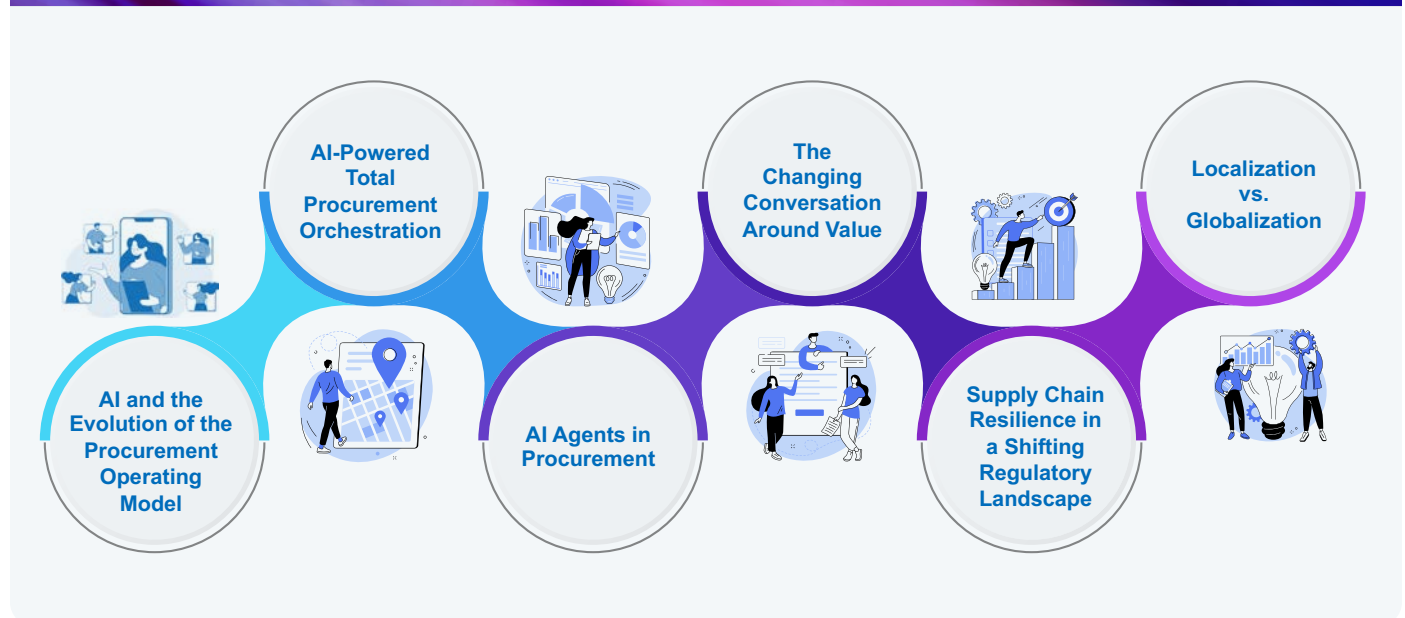 AI and the
Evolution of the
Procurement
Operating
Model
AI-Powered
Total
Procurement
Orchestration
AI Agents in
Procurement
The
Changing
Conversation
Around Value
Supply Chain
Resilience in
a Shifting
Regulatory
Landscape
Localization
vs.
Globalization